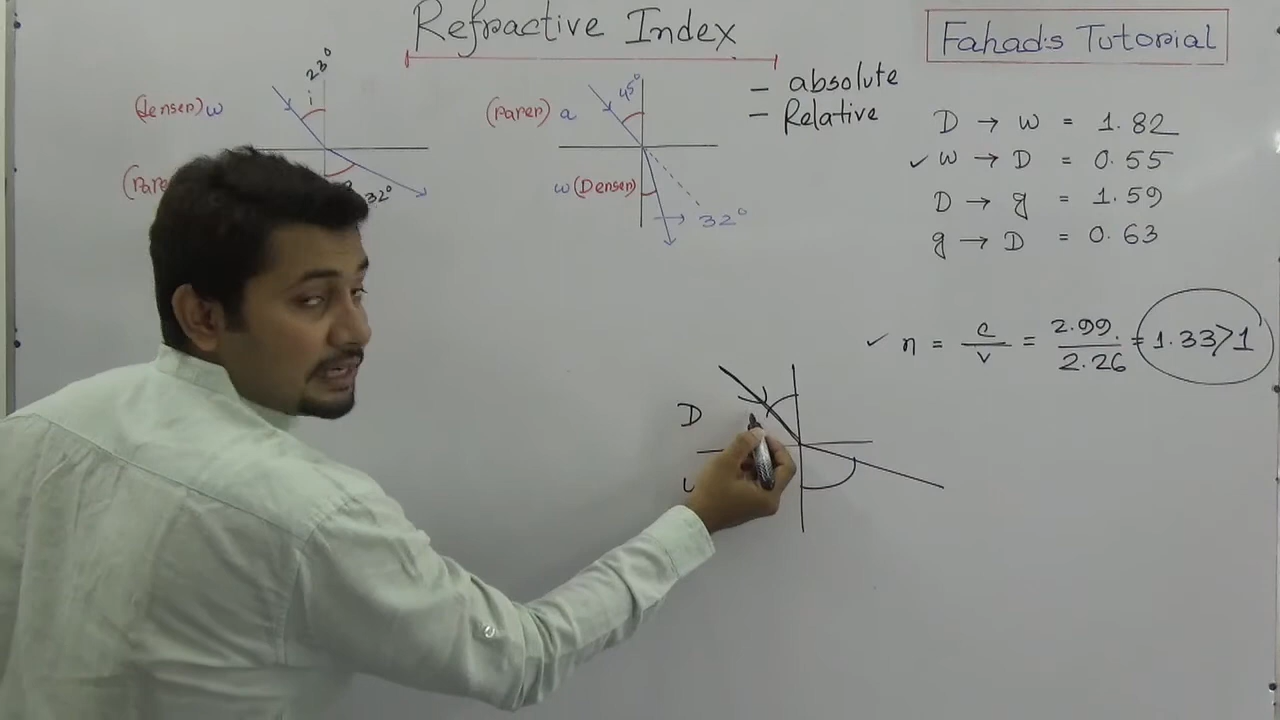 Refractive Index
Fahad's Tutorial
- absolute
- Relative
(denser) w
i
23°
(Rare
32°
(Rarer) a
45°
w (Denser)
32°
D → w = 1.82
✓ w → D = 0.55
D → g = 1.59
g → D = 0.63
✓ n = c/v = 2.99/2.26 = 1.33>1
D